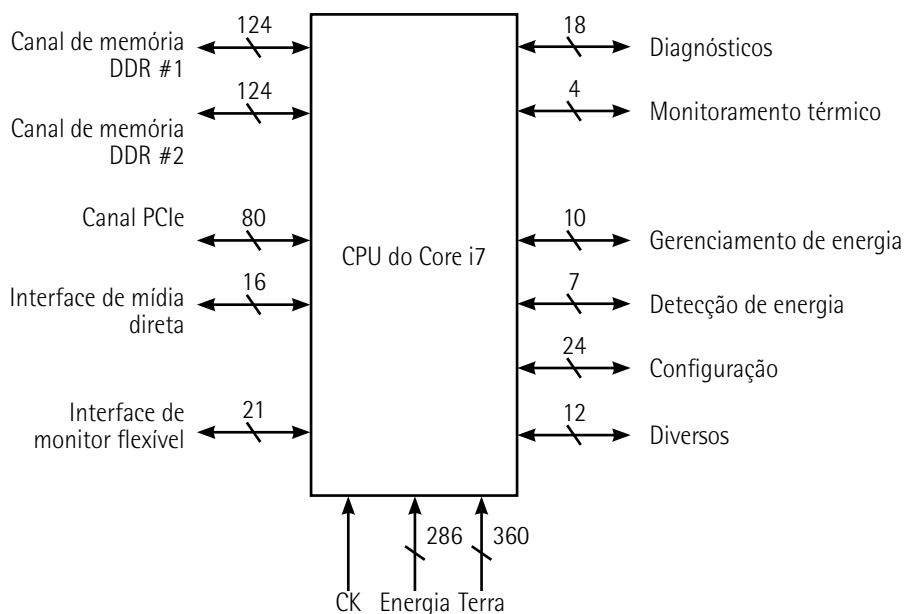 124
Canal de memória
DDR #1
124
Canal de memória
DDR #2
Canal PCIe
80
Interface de mídia
direta
16
Interface de
monitor flexível
21
CPU do Core i7
18
Diagnósticos
4
Monitoramento térmico
10
Gerenciamento de energia
7
Detecção de energia
24
Configuração
12
Diversos
286
360
CK Energia Terra